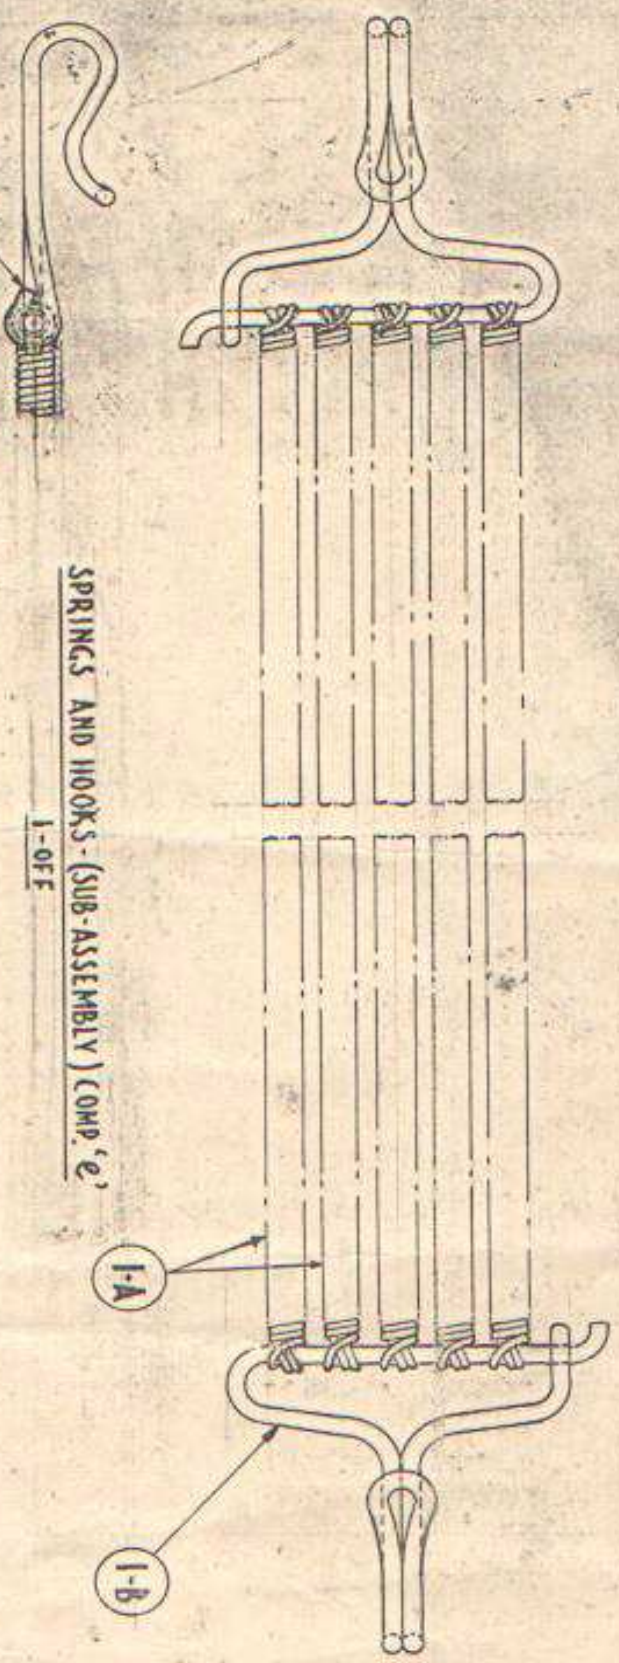 SPRINGS AND HOOKS-(SUB-ASSEMBLY) COMP. 'e'
1-OFF
1-A
1-B